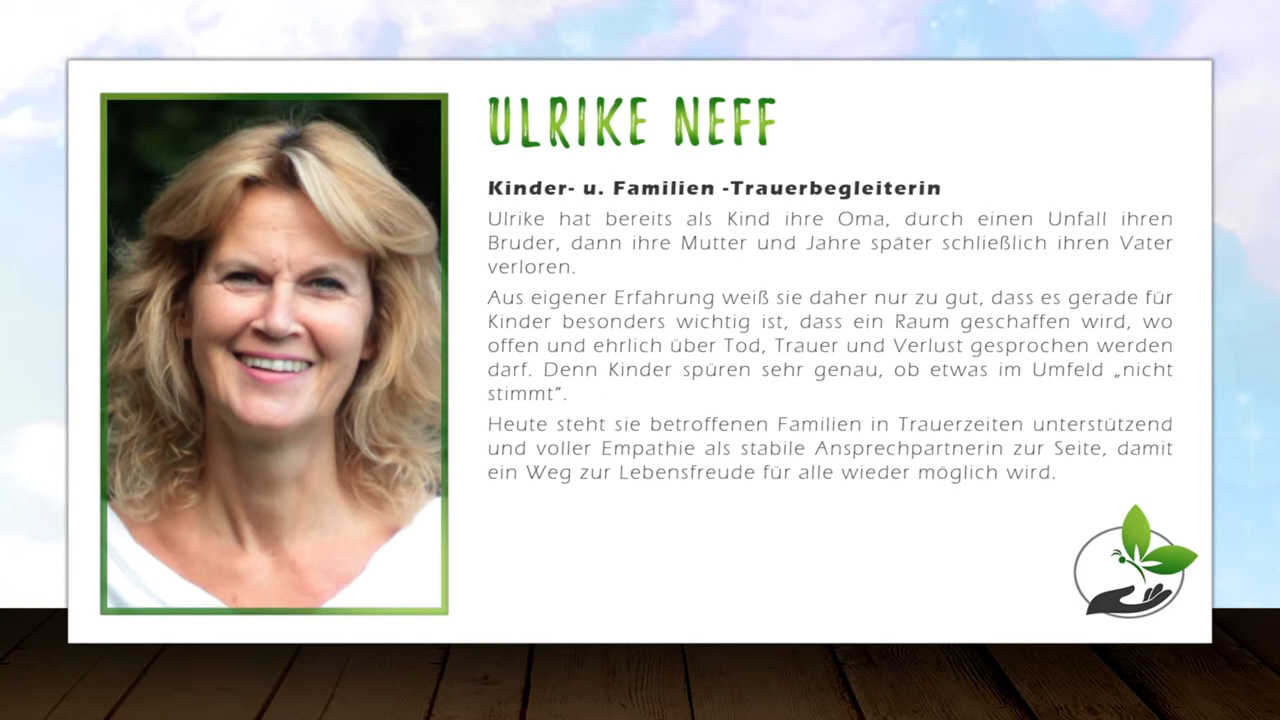 ULRIKE NEFF
Kinder- u. Familien -Trauerbegleiterin
Ulrike hat bereits als Kind ihre Oma, durch einen Unfall ihren
Bruder, dann ihre Mutter und Jahre später schließlich ihren Vater
verloren.
Aus eigener Erfahrung weiß sie daher nur zu gut, dass es gerade für
Kinder besonders wichtig ist, dass ein Raum geschaffen wird, wo
offen und ehrlich über Tod, Trauer und Verlust gesprochen werden
darf. Denn Kinder spüren sehr genau, ob etwas im Umfeld „nicht
stimmt“.
Heute steht sie betroffenen Familien in Trauerzeiten unterstützend
und voller Empathie als stabile Ansprechpartnerin zur Seite, damit
ein Weg zur Lebensfreude für alle wieder möglich wird.